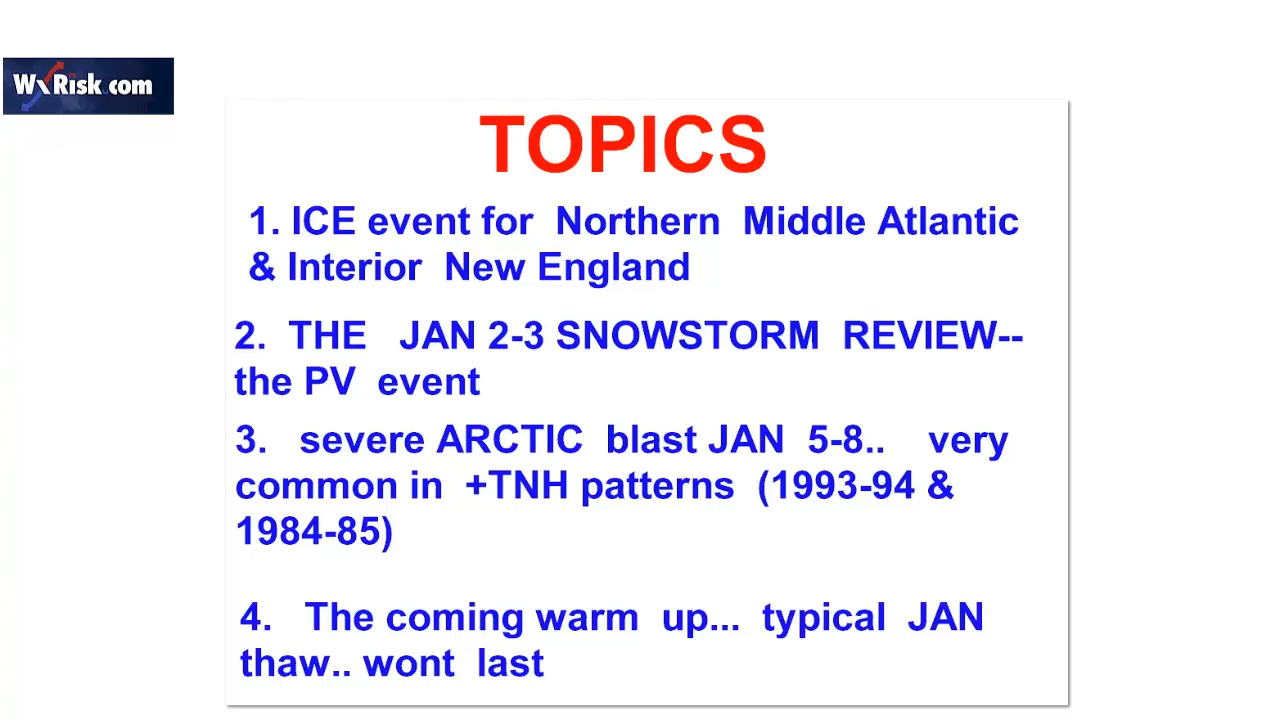 WxRisk.com
TOPICS
1. ICE event for Northern Middle Atlantic
& Interior New England
2. THE JAN 2-3 SNOWSTORM REVIEW--
the PV event
3. severe ARCTIC blast JAN 5-8.. very
common in +TNH patterns (1993-94 &
1984-85)
4. The coming warm up... typical JAN
thaw.. wont last